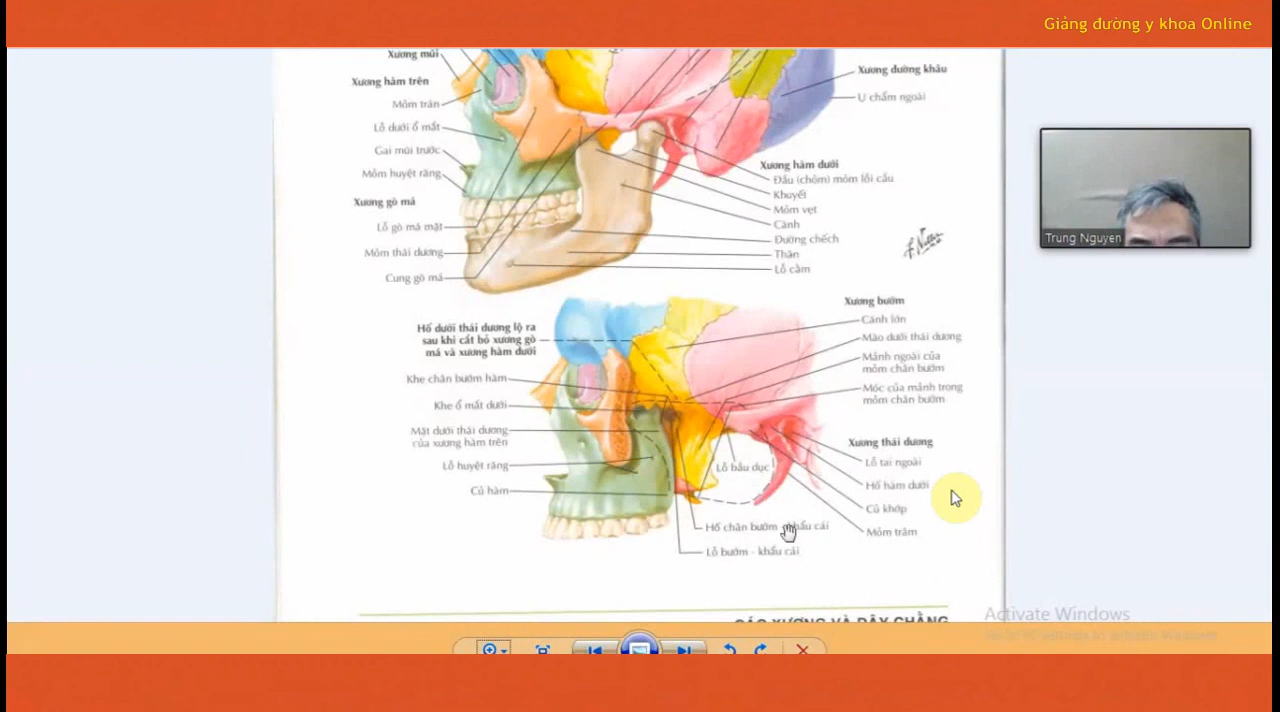 Giảng đường y khoa Online
Xương mũi
Xương hàm trên
Mỏm trán
Lỗ dưới ổ mắt
Gai mũi trước
Mỏm huyệt răng
Xương gò má
Lỗ gò má mặt
Mỏm thái dương
Cung gò má
Xương đường khâu
Ụ chẩm ngoài
Xương hàm dưới
Đầu (chỏm) mỏm lồi cầu
Khuyết
Mỏm vẹt
Cành
Đường chếch
Thân
Lỗ cằm
Trung Nguyen
Hố dưới thái dương lộ ra
sau khi cắt bỏ xương gò
má và xương hàm dưới
Khe chân bướm hàm
Khe ổ mắt dưới
Mặt dưới thái dương
của xương hàm trên
Lỗ huyệt răng
Củ hàm
Xương bướm
Cánh lớn
Mào dưới thái dương
Mảnh ngoài của
mỏm chân bướm
Móc của mảnh trong
mỏm chân bướm
Xương thái dương
Lỗ tai ngoài
Hố hàm dưới
Củ khớp
Mỏm trâm
Lỗ bầu dục
Hố chân bướm - khẩu cái
Lỗ bướm - khẩu cái
CÁC XƯƠNG VÀ DÂY CHẰNG
Activate Windows